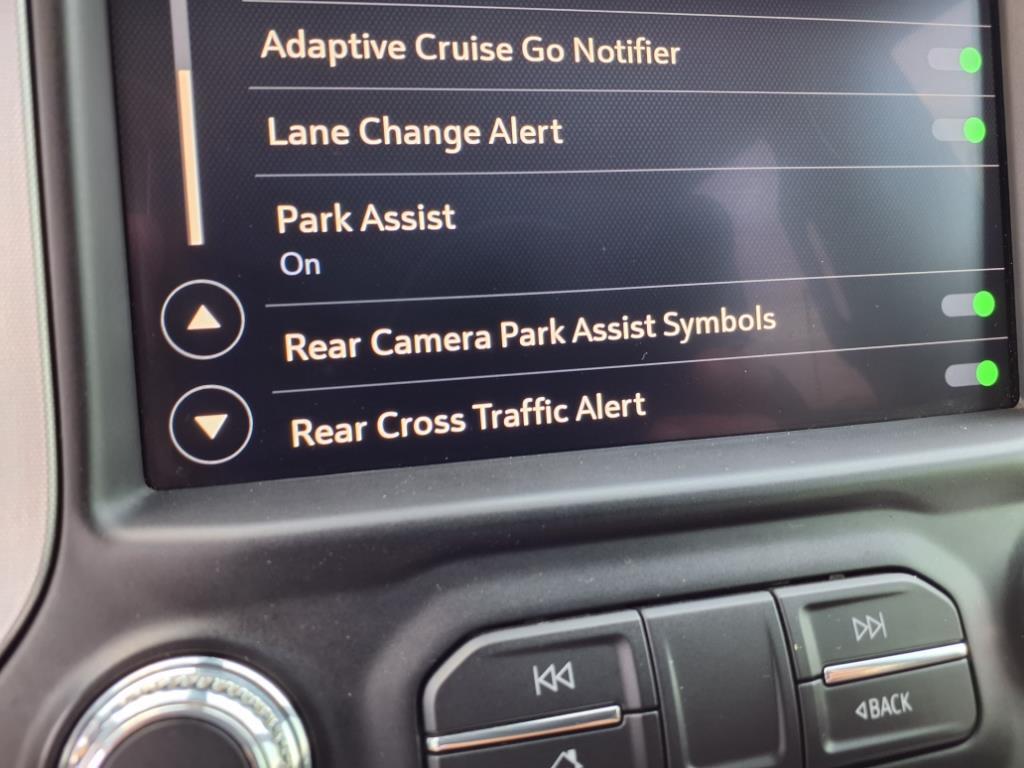 Adaptive Cruise Go Notifier
Lane Change Alert
Park Assist
On
Rear Camera Park Assist Symbols
Rear Cross Traffic Alert
BACK